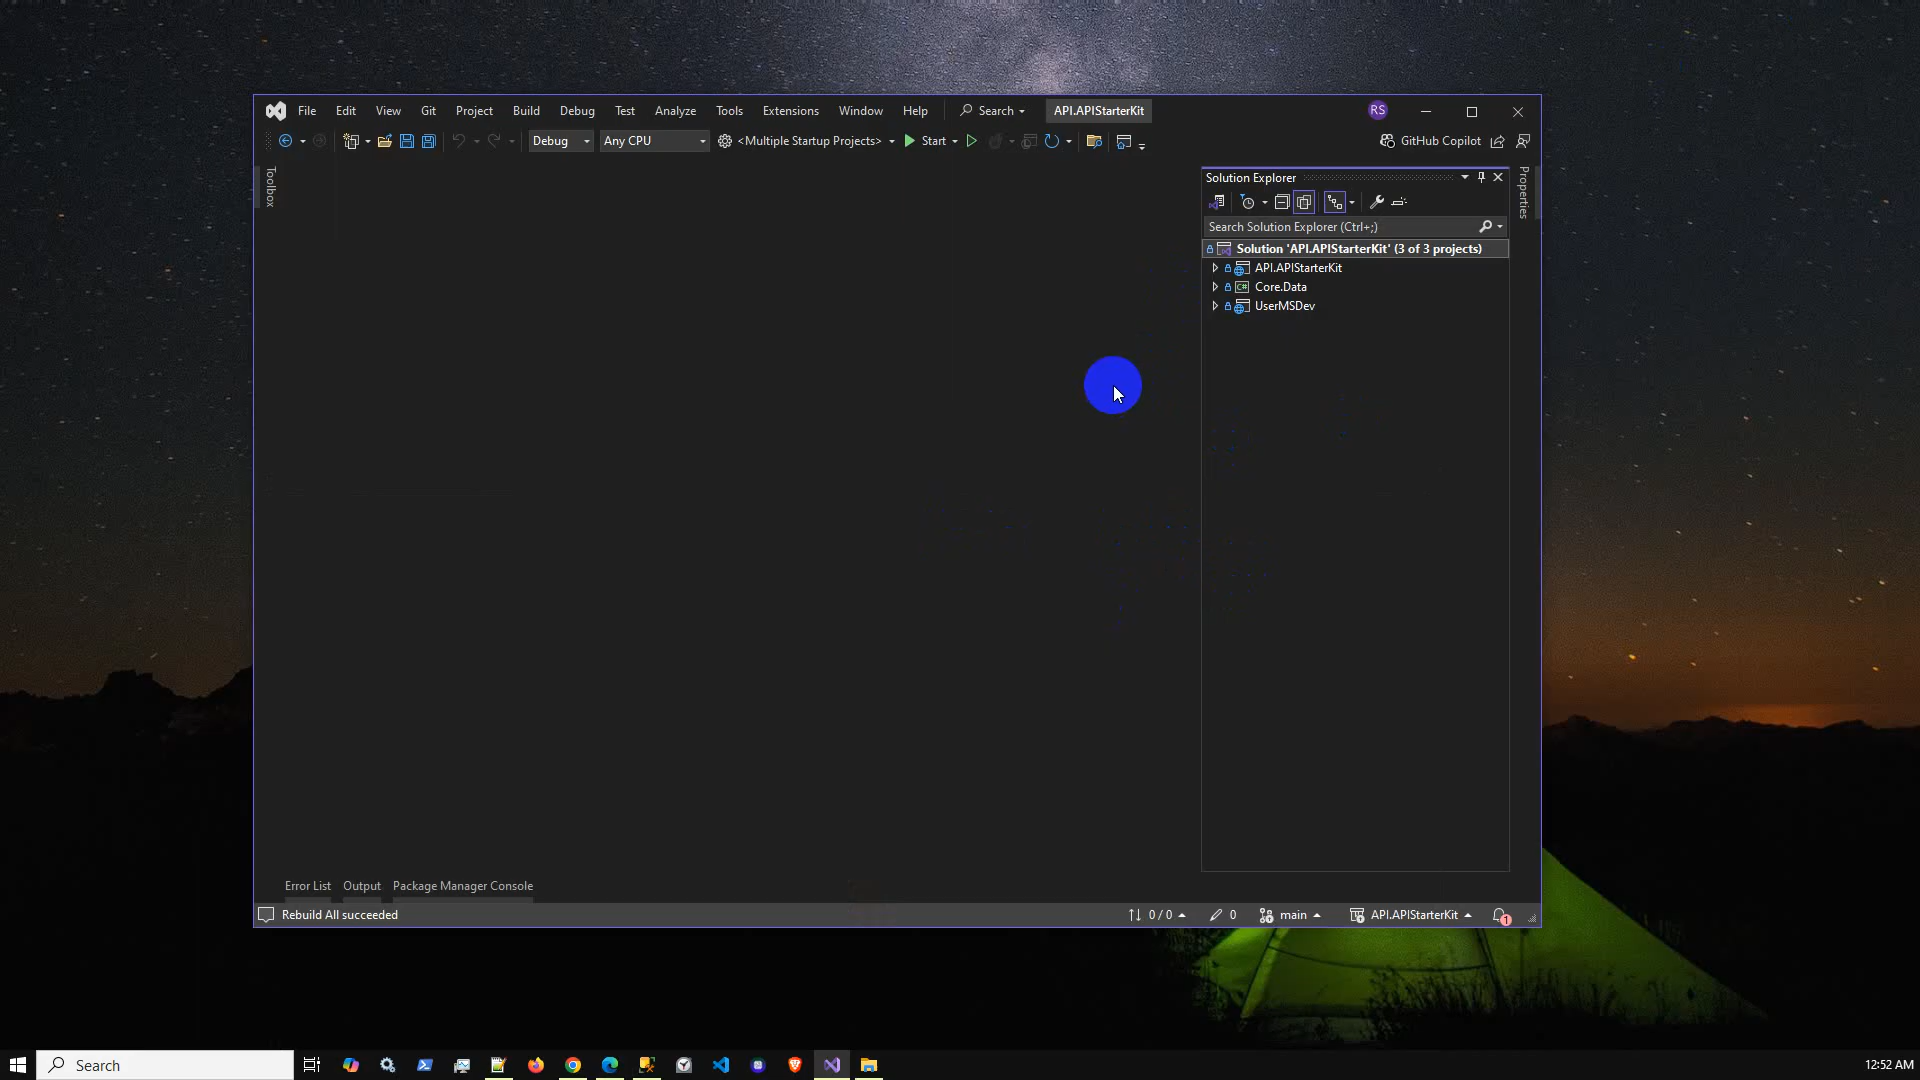 File Edit View Git Project Build Debug Test Analyze Tools Extensions Window Help Search API.APIStarterKit RS
Debug Any CPU <Multiple Startup Projects> Start GitHub Copilot
Toolbox
Solution Explorer
Properties
Search Solution Explorer (Ctrl+;)
Solution 'API.APIStarterKit' (3 of 3 projects)
API.APIStarterKit
C# Core.Data
UserMSDev
Error List Output Package Manager Console
Rebuild All succeeded 0 / 0 0 main API.APIStarterKit 1
Search 12:52 AM